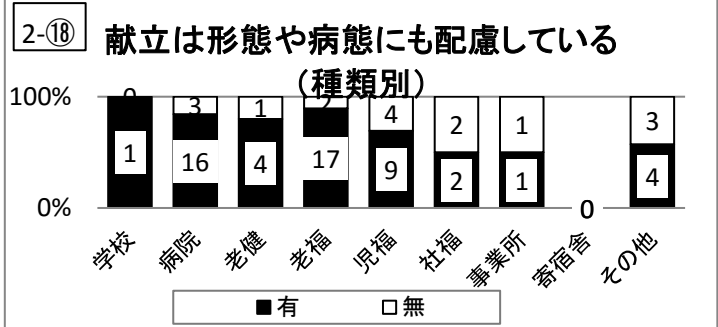 2-⑱
献立は形態や病態にも配慮している
（種類別）
100%
0%
0 3 1 2 4 2 1 3
1 16 4 17 9 2 1 0 4
学校 病院 老健 老福 児福 社福 事業所 寄宿舎 その他
■有 □無